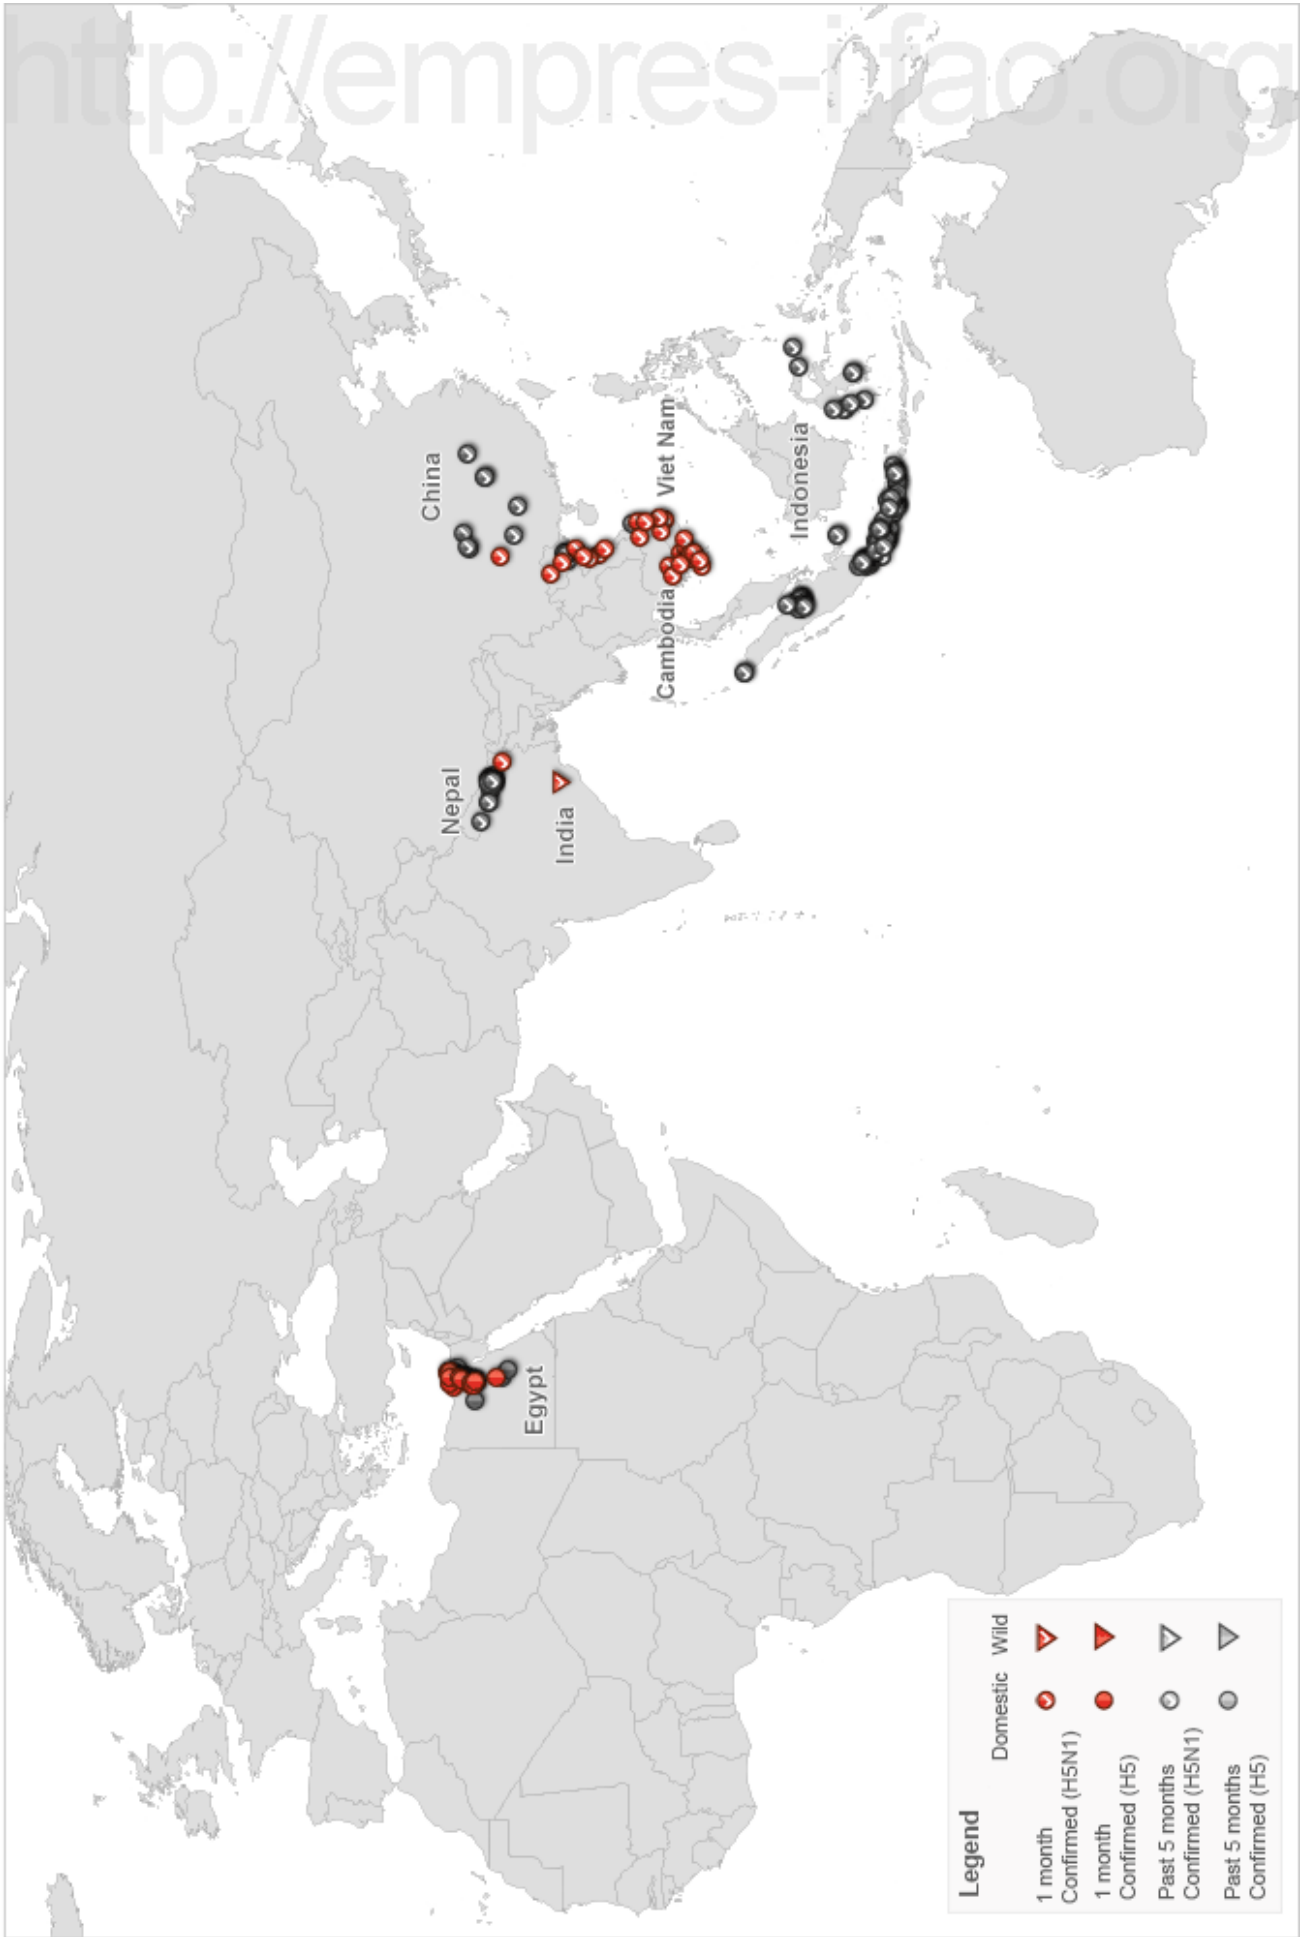 http://empres-i.fao.org
China
Nepal
India
Viet Nam
Cambodia
Indonesia
Egypt
Legend
Domestic Wild
1 month
Confirmed (H5N1)
1 month
Confirmed (H5)
Past 5 months
Confirmed (H5N1)
Past 5 months
Confirmed (H5)